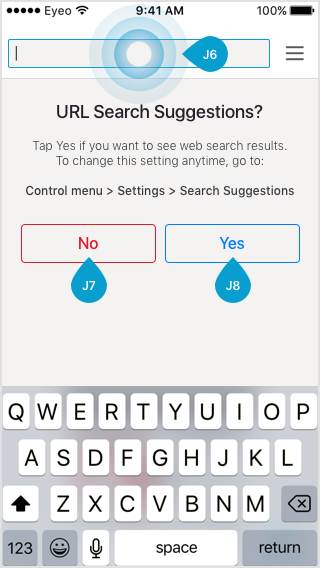 Eyeo 9:41 AM 100%
J6
URL Search Suggestions?
Tap Yes if you want to see web search results.
To change this setting anytime, go to:
Control menu > Settings > Search Suggestions
No Yes
J7 J8
Q W E R T Y U I O P
A S D F G H J K L
Z X C V B N M
123 space return